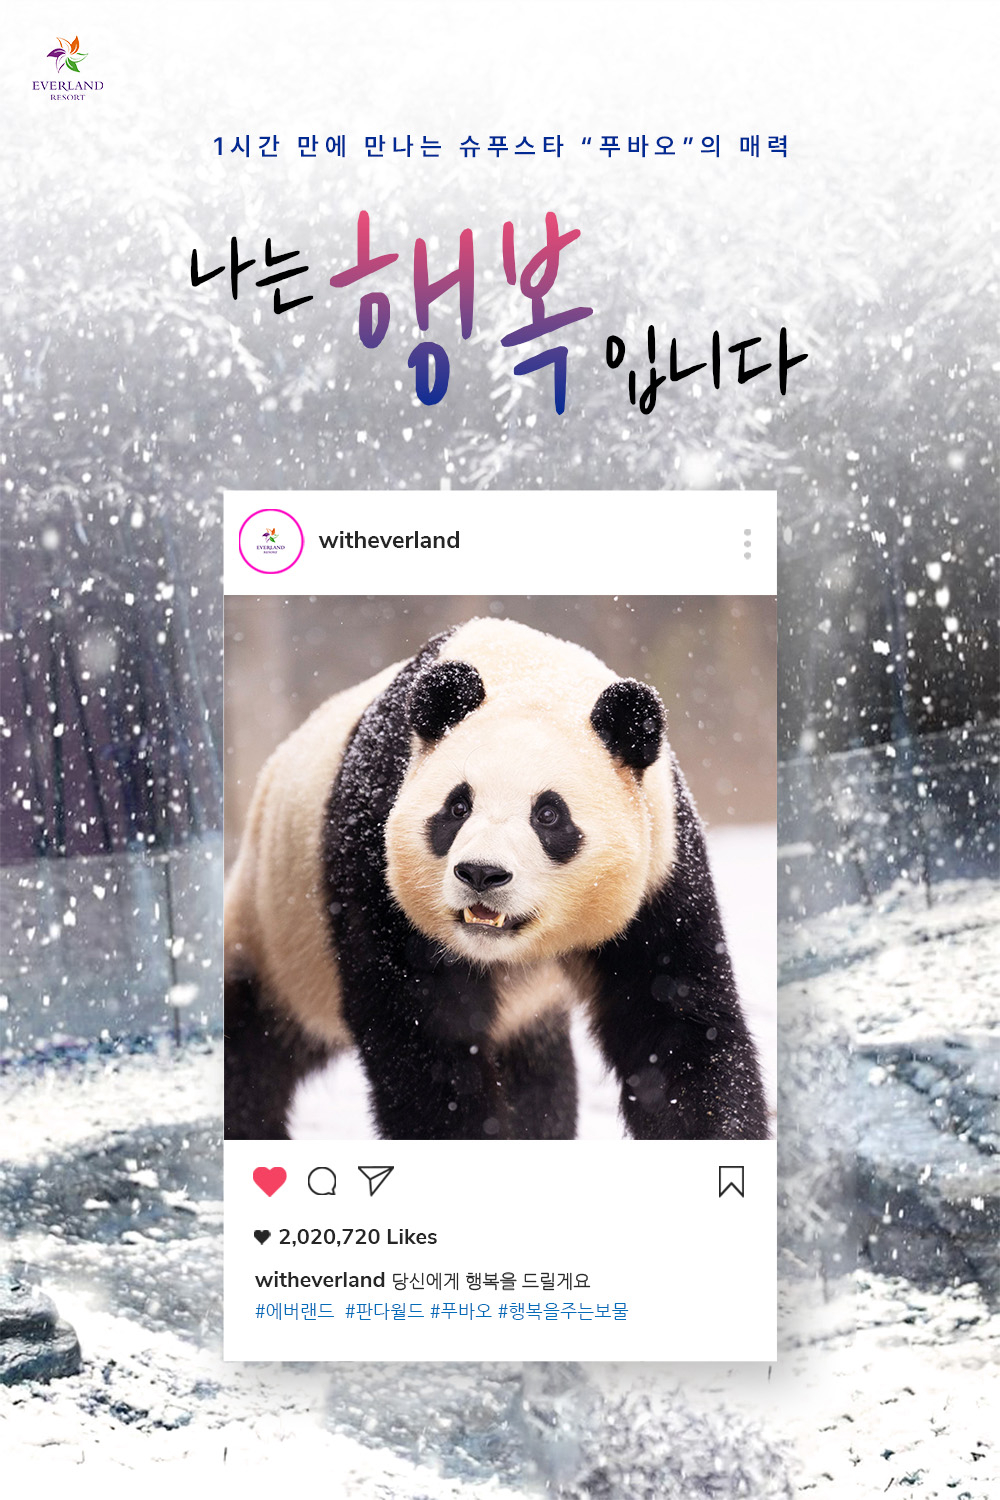 EVERLAND
RESORT
1시간 만에 만나는 슈푸스타 “푸바오”의 매력
나는 행복 입니다
EVERLAND
RESORT
witheverland
2,020,720 Likes
witheverland 당신에게 행복을 드릴게요
#에버랜드 #판다월드 #푸바오 #행복을주는보물